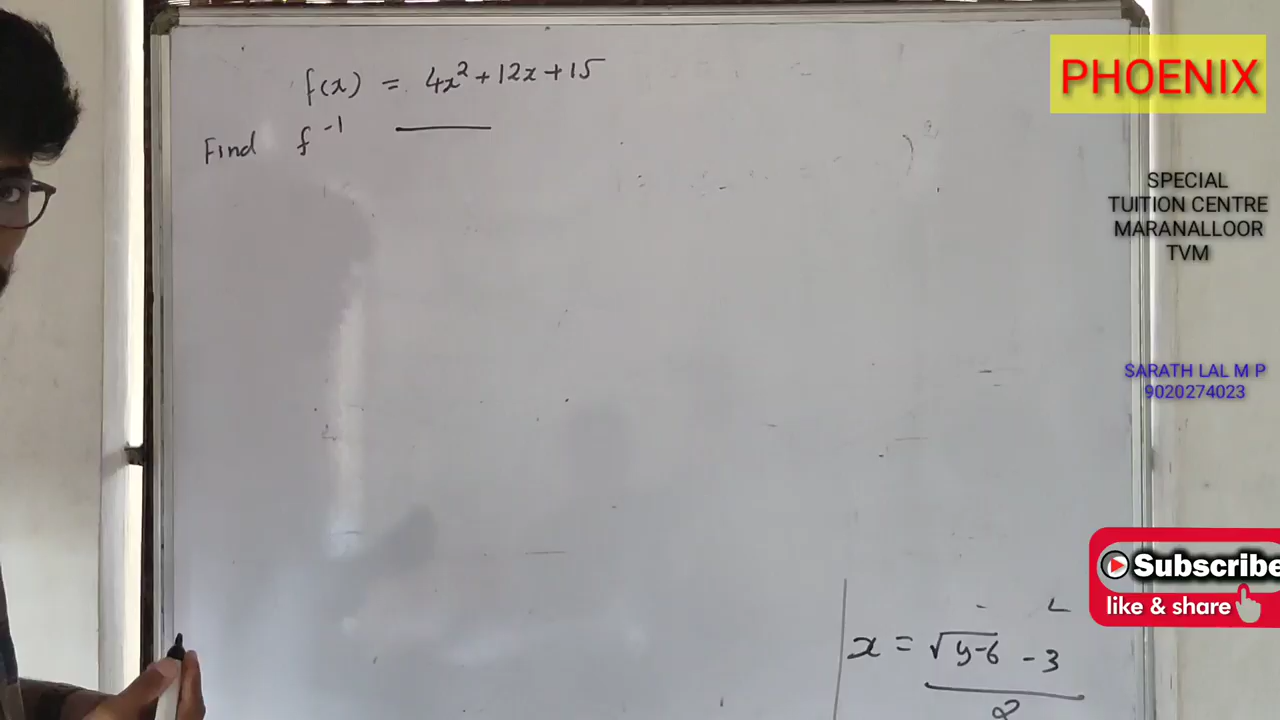 f(x) = 4x² + 12x + 15
Find f⁻¹
PHOENIX
SPECIAL
TUITION CENTRE
MARANALLOOR
TVM
SARATH LAL M P
9020274023
Subscribe
like & share
x = √y-6 - 3
2